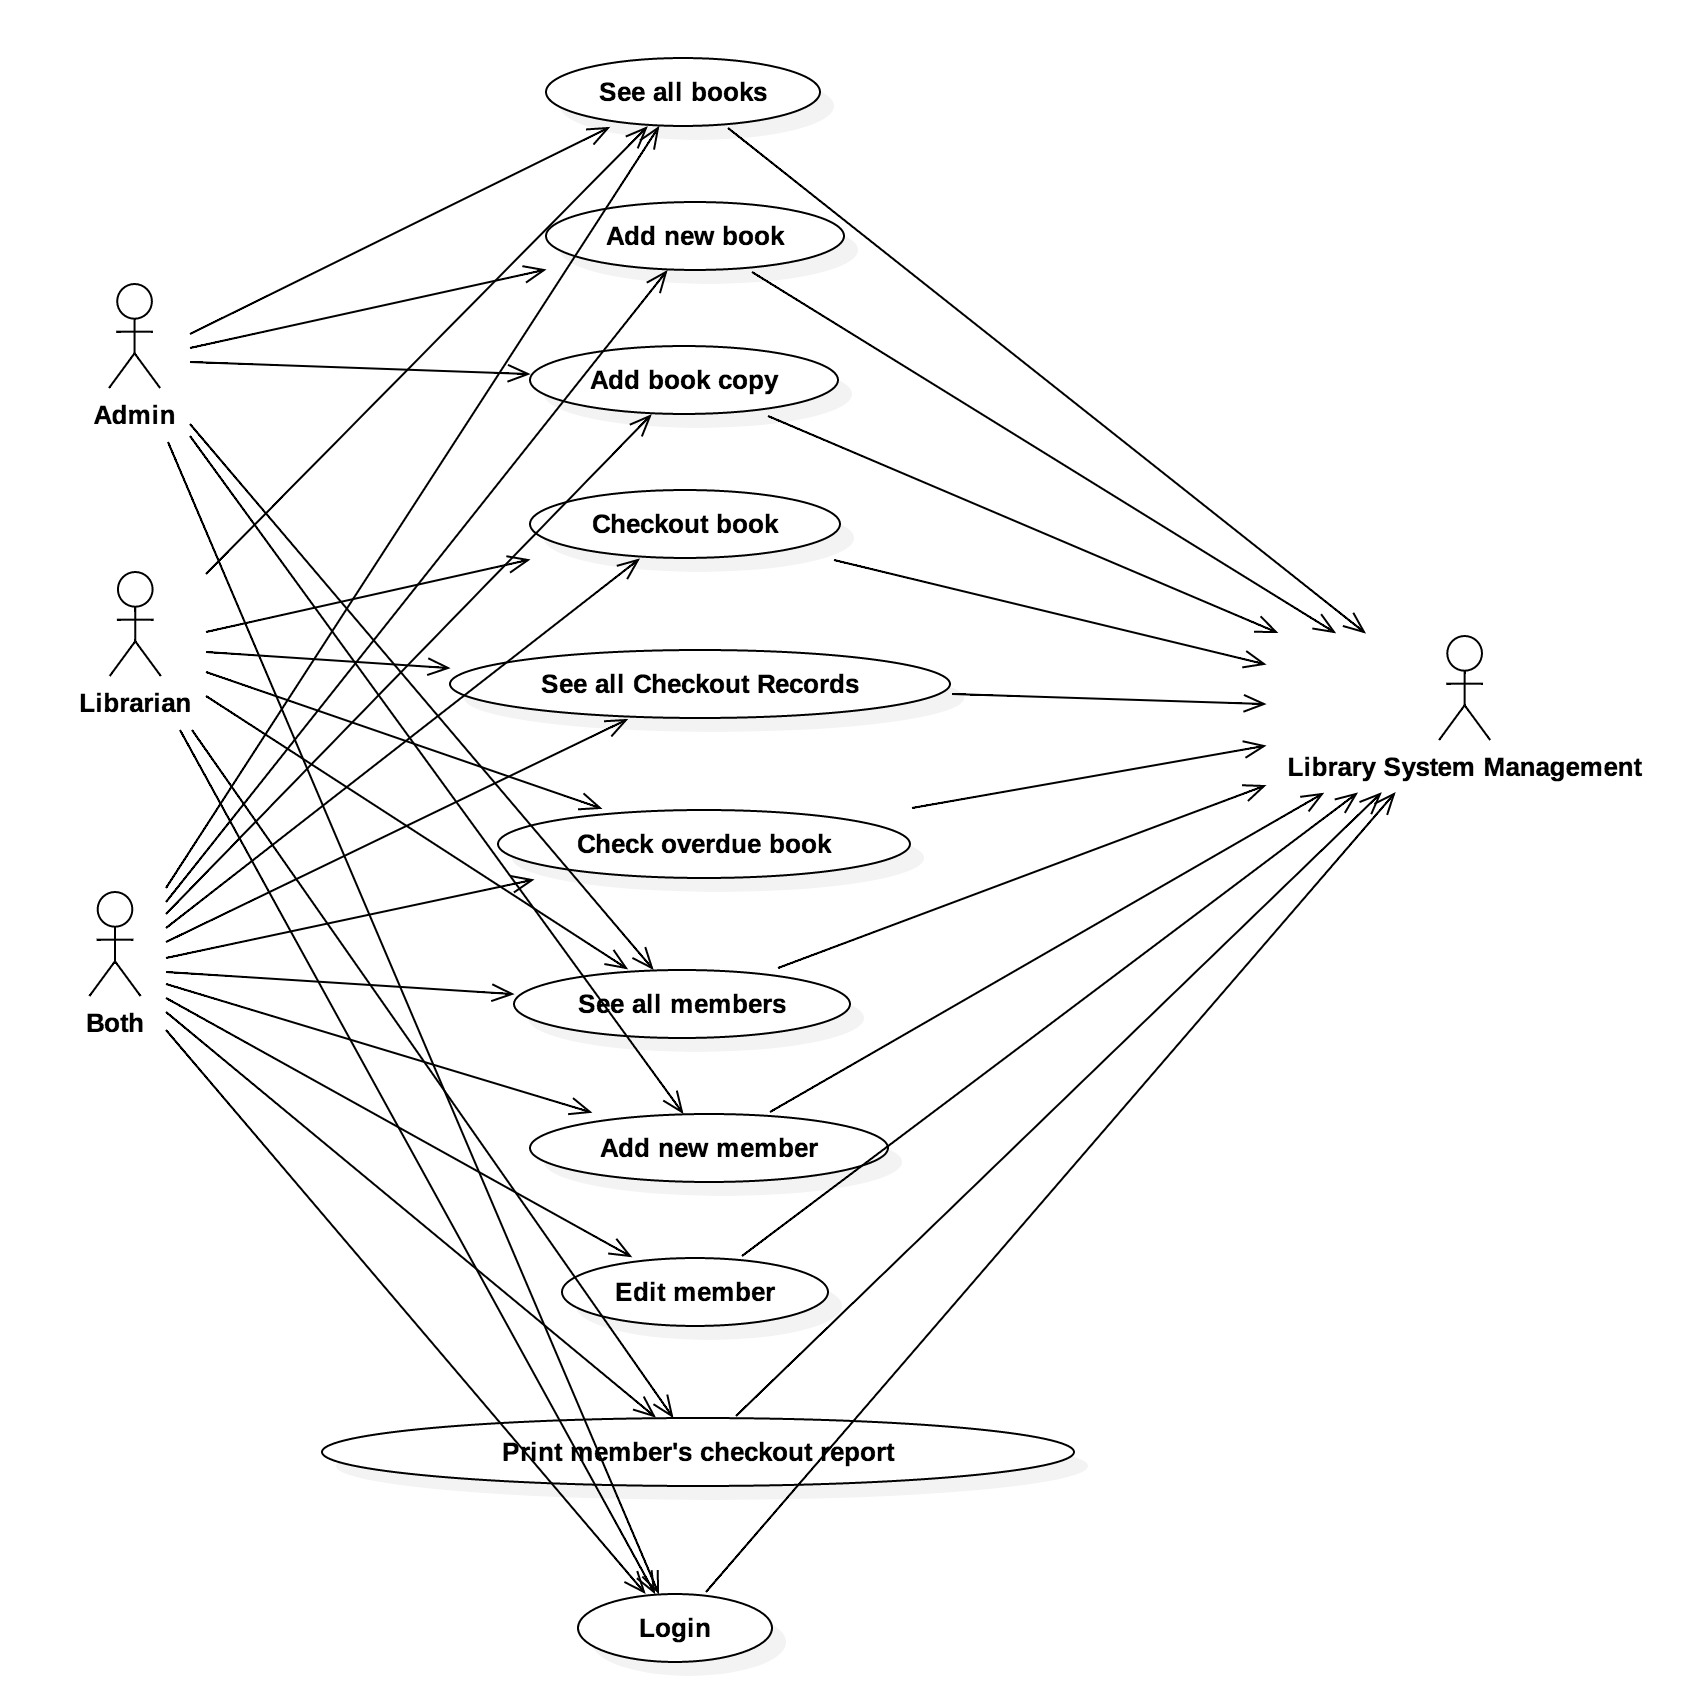 See all books
Add new book
Add book copy
Admin
Checkout book
See all Checkout Records
Librarian
Library System Management
Check overdue book
See all members
Both
Add new member
Edit member
Print member's checkout report
Login